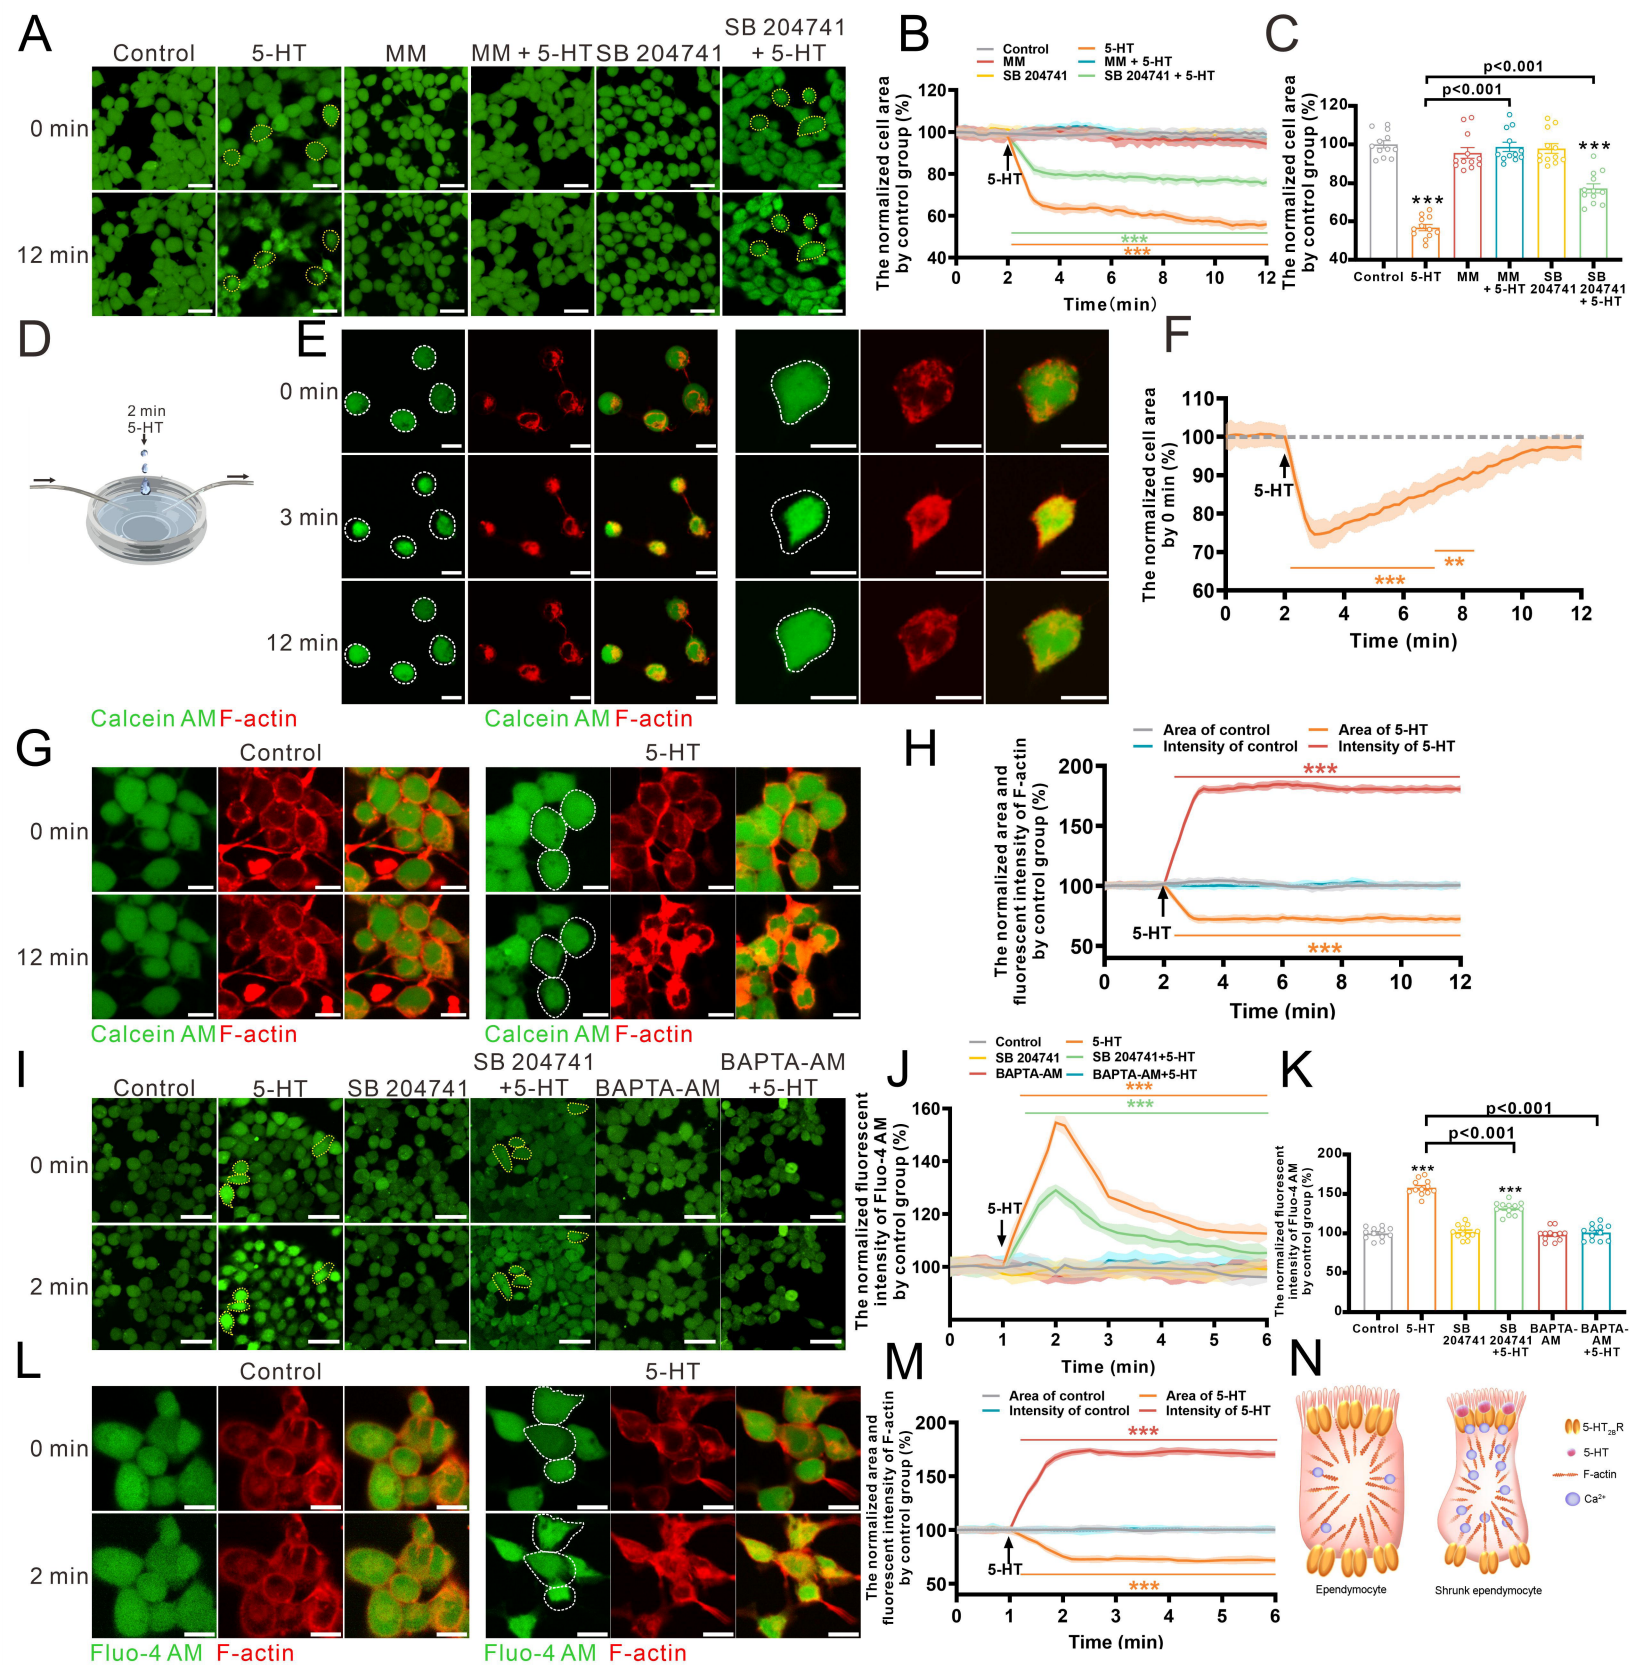 A
Control
5-HT
MM
MM + 5-HT
SB 204741
SB 204741
+ 5-HT
0 min
12 min
B
Control
5-HT
MM
MM + 5-HT
SB 204741
SB 204741 + 5-HT
The normalized cell area
by control group (%)
120
100
80
60
40
5-HT
***
***
0 2 4 6 8 10 12
Time(min)
C
p<0.001
p<0.001
The normalized cell area
by control group (%)
120
100
80
60
40
***
***
Control
5-HT
MM
MM
+ 5-HT
SB
204741
SB
204741
+ 5-HT
D
2 min
5-HT
E
0 min
3 min
12 min
Calcein AM F-actin
Calcein AM F-actin
F
The normalized cell area
by 0 min (%)
110
100
90
80
70
60
5-HT
***
**
0 2 4 6 8 10 12
Time (min)
G
Control
5-HT
0 min
12 min
Calcein AM F-actin
Calcein AM F-actin
H
Area of control
Area of 5-HT
Intensity of control
Intensity of 5-HT
The normalized area and
fluorescent intensity of F-actin
by control group (%)
200
150
100
50
***
5-HT
***
0 2 4 6 8 10 12
Time (min)
I
Control
5-HT
SB 204741
SB 204741
+5-HT
BAPTA-AM
BAPTA-AM
+5-HT
0 min
2 min
J
Control
5-HT
SB 204741
SB 204741+5-HT
BAPTA-AM
BAPTA-AM+5-HT
***
***
The normalized fluorescent
intensity of Fluo-4 AM
by control group (%)
160
140
120
100
5-HT
0 1 2 3 4 5 6
Time (min)
K
p<0.001
p<0.001
The normalized fluorescent
intensity of Fluo-4 AM
by control group (%)
200
150
100
50
0
***
***
Control
5-HT
SB
204741
SB
204741
+5-HT
BAPTA-
AM
BAPTA-
AM
+5-HT
L
Control
5-HT
0 min
2 min
Fluo-4 AM F-actin
Fluo-4 AM F-actin
M
Area of control
Area of 5-HT
Intensity of control
Intensity of 5-HT
The normalized area and
fluorescent intensity of F-actin
by control group (%)
200
150
100
50
***
5-HT
***
0 1 2 3 4 5 6
Time (min)
N
5-HT2BR
5-HT
F-actin
Ca2+
Ependymocyte
Shrunk ependymocyte